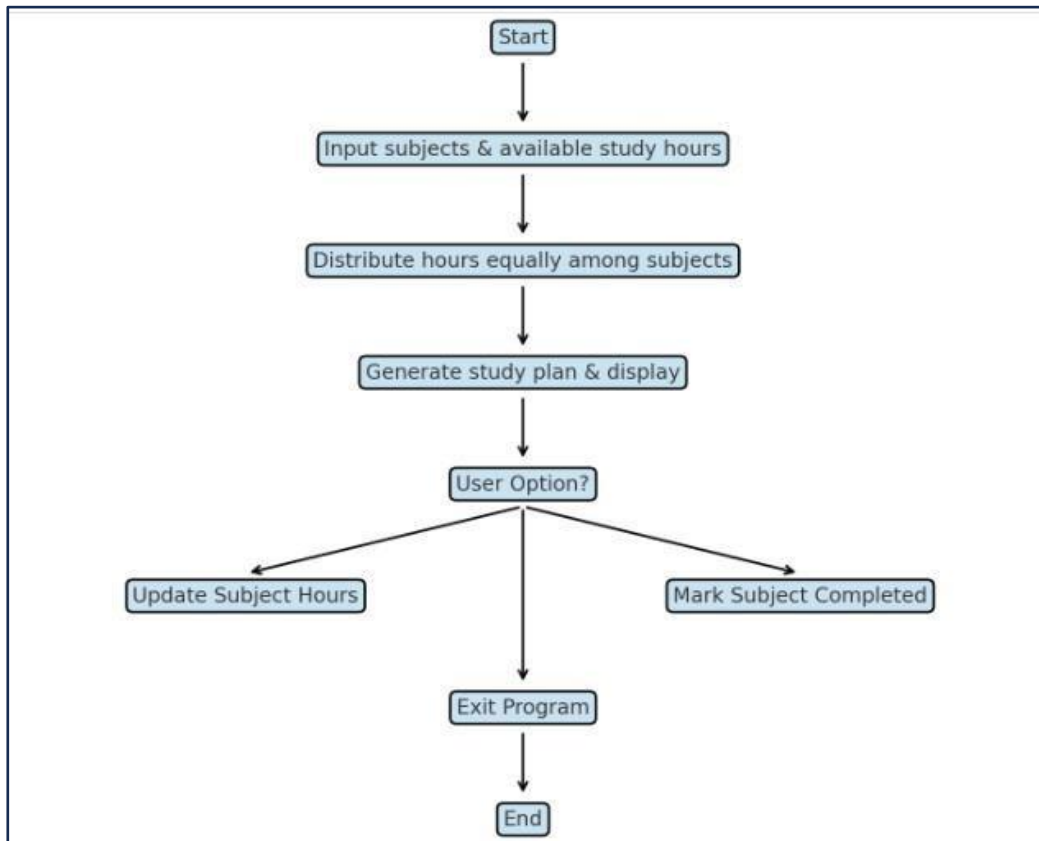 Start
Input subjects & available study hours
Distribute hours equally among subjects
Generate study plan & display
User Option?
Update Subject Hours
Mark Subject Completed
Exit Program
End